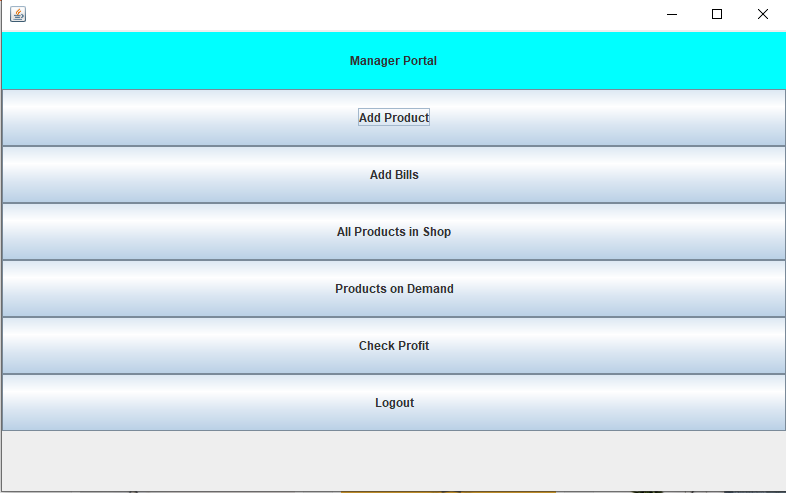 Manager Portal
Add Product
Add Bills
All Products in Shop
Products on Demand
Check Profit
Logout